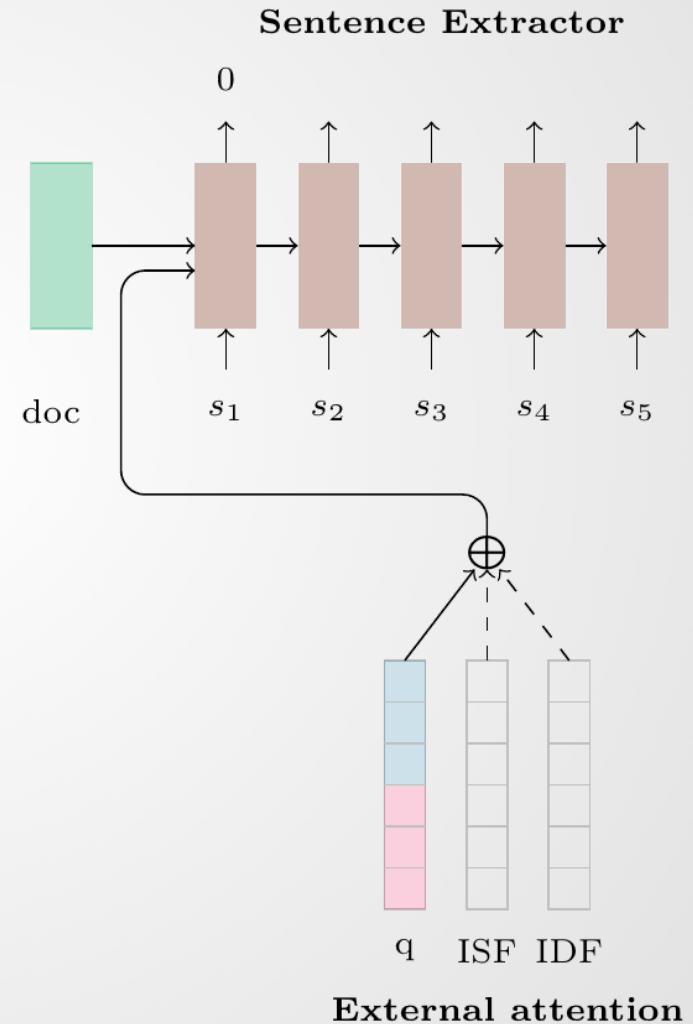 Sentence Extractor
0
doc
s1 s2 s3 s4 s5
q ISF IDF
External attention